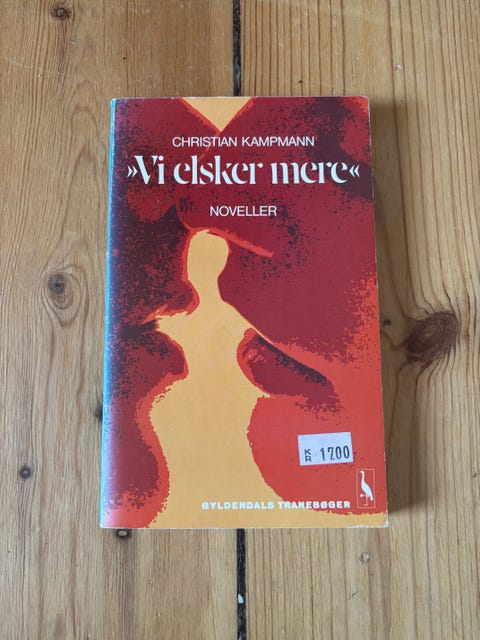 CHRISTIAN KAMPMANN
»Vi elsker mere«
NOVELLER
KR 17.00
GYLDENDALS TRANEBØGER